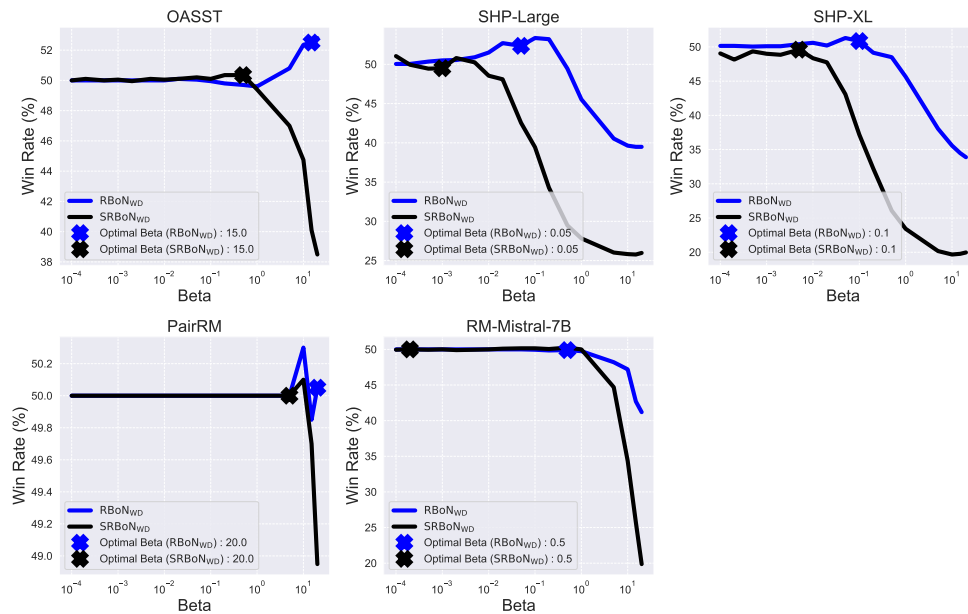 OASST
Win Rate (%)
52
50
48
46
44
42
40
38
RBoN_WD
SRBoN_WD
Optimal Beta (RBoN_WD) : 15.0
Optimal Beta (SRBoN_WD) : 15.0
10⁻⁴ 10⁻³ 10⁻² 10⁻¹ 10⁰ 10¹
Beta
SHP-Large
Win Rate (%)
50
45
40
35
30
25
RBoN_WD
SRBoN_WD
Optimal Beta (RBoN_WD) : 0.05
Optimal Beta (SRBoN_WD) : 0.05
10⁻⁴ 10⁻³ 10⁻² 10⁻¹ 10⁰ 10¹
Beta
SHP-XL
Win Rate (%)
50
45
40
35
30
25
20
RBoN_WD
SRBoN_WD
Optimal Beta (RBoN_WD) : 0.1
Optimal Beta (SRBoN_WD) : 0.1
10⁻⁴ 10⁻³ 10⁻² 10⁻¹ 10⁰ 10¹
Beta
PairRM
Win Rate (%)
50.2
50.0
49.8
49.6
49.4
49.2
49.0
RBoN_WD
SRBoN_WD
Optimal Beta (RBoN_WD) : 20.0
Optimal Beta (SRBoN_WD) : 20.0
10⁻⁴ 10⁻³ 10⁻² 10⁻¹ 10⁰ 10¹
Beta
RM-Mistral-7B
Win Rate (%)
50
45
40
35
30
25
20
RBoN_WD
SRBoN_WD
Optimal Beta (RBoN_WD) : 0.5
Optimal Beta (SRBoN_WD) : 0.5
10⁻⁴ 10⁻³ 10⁻² 10⁻¹ 10⁰ 10¹
Beta